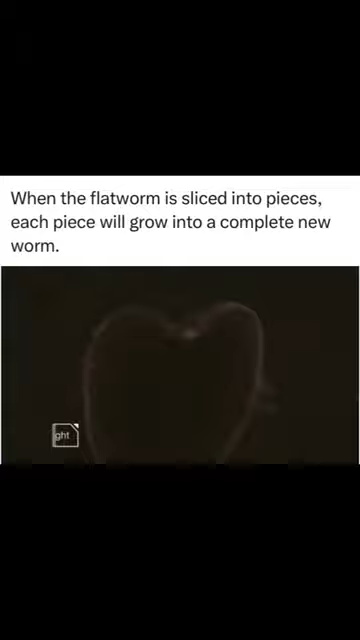 When the flatworm is sliced into pieces,
each piece will grow into a complete new
worm.
ght